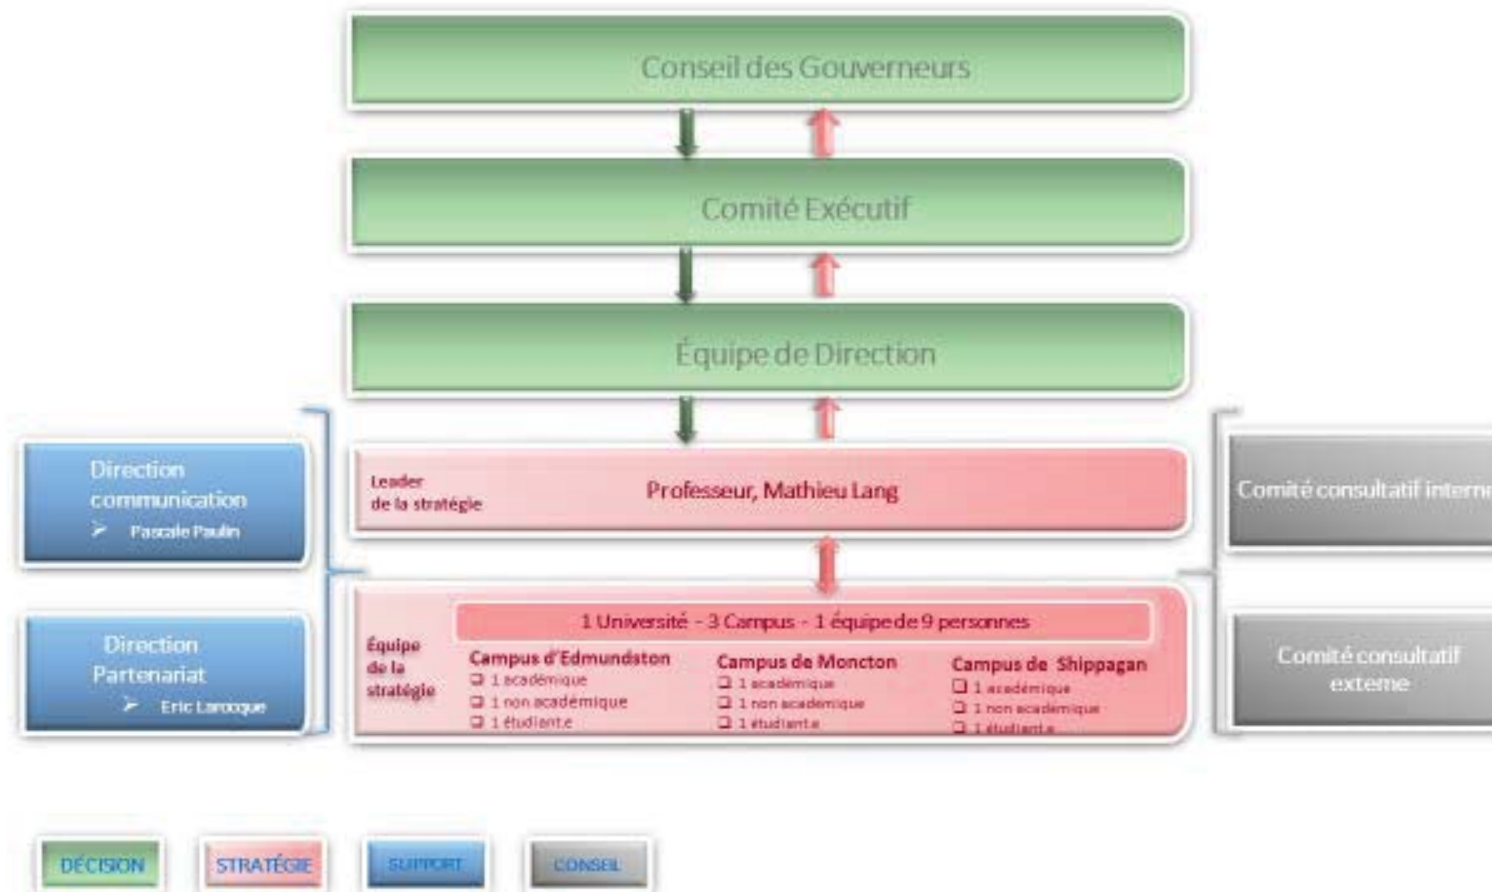 Conseil des Gouverneurs
Comité Exécutif
Équipe de Direction
Direction
communication
➢ Pascale Paulin
Direction
Partenariat
➢ Eric Larocque
Leader
de la stratégie
Professeur, Mathieu Lang
Équipe
de la
stratégie
1 Université - 3 Campus - 1 équipe de 9 personnes
Campus d'Edmundston
❑ 1 académique
❑ 1 non académique
❑ 1 étudiant.e
Campus de Moncton
❑ 1 académique
❑ 1 non academique
❑ 1 étudiant.e
Campus de Shippagan
❑ 1 académique
❑ 1 non academique
❑ 1 étudiant.e
Comité consultatif interne
Comité consultatif
externe
DÉCISION
STRATÉGIE
SUPPORT
CONSEIL